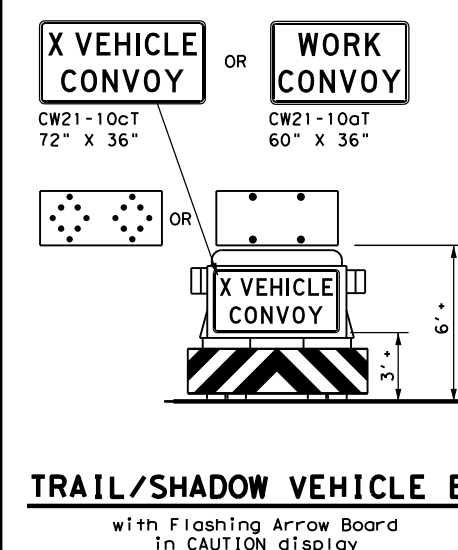 X VEHICLE
CONVOY
OR
WORK
CONVOY
CW21-10cT
72" X 36"
CW21-10aT
60" X 36"
OR
X VEHICLE
CONVOY
6'+
3'+
TRAIL/SHADOW VEHICLE B
with Flashing Arrow Board
in CAUTION display